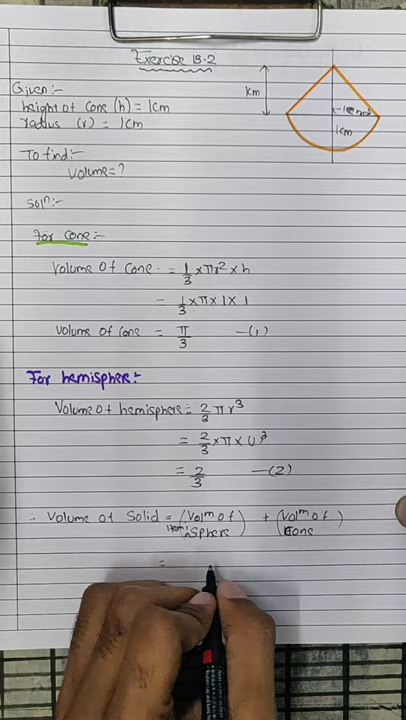 Exercise 13.2
Given:-
height of cone (h) = 1cm
radius (r) = 1cm
To find:-
Volume = ?
Solⁿ:-
For Cone:-
Volume of Cone = 1/3 × πr² × h
= 1/3 × π × 1 × 1
Volume of Cone = π/3 —(1)
For hemisphere:-
Volume of hemisphere = 2/3 πr³
= 2/3 × π × (1)³
= 2/3 —(2)
∴ Volume of Solid = (Volᵐ of Hemi Sphere) + (Volᵐ of Cone)
=
1cm